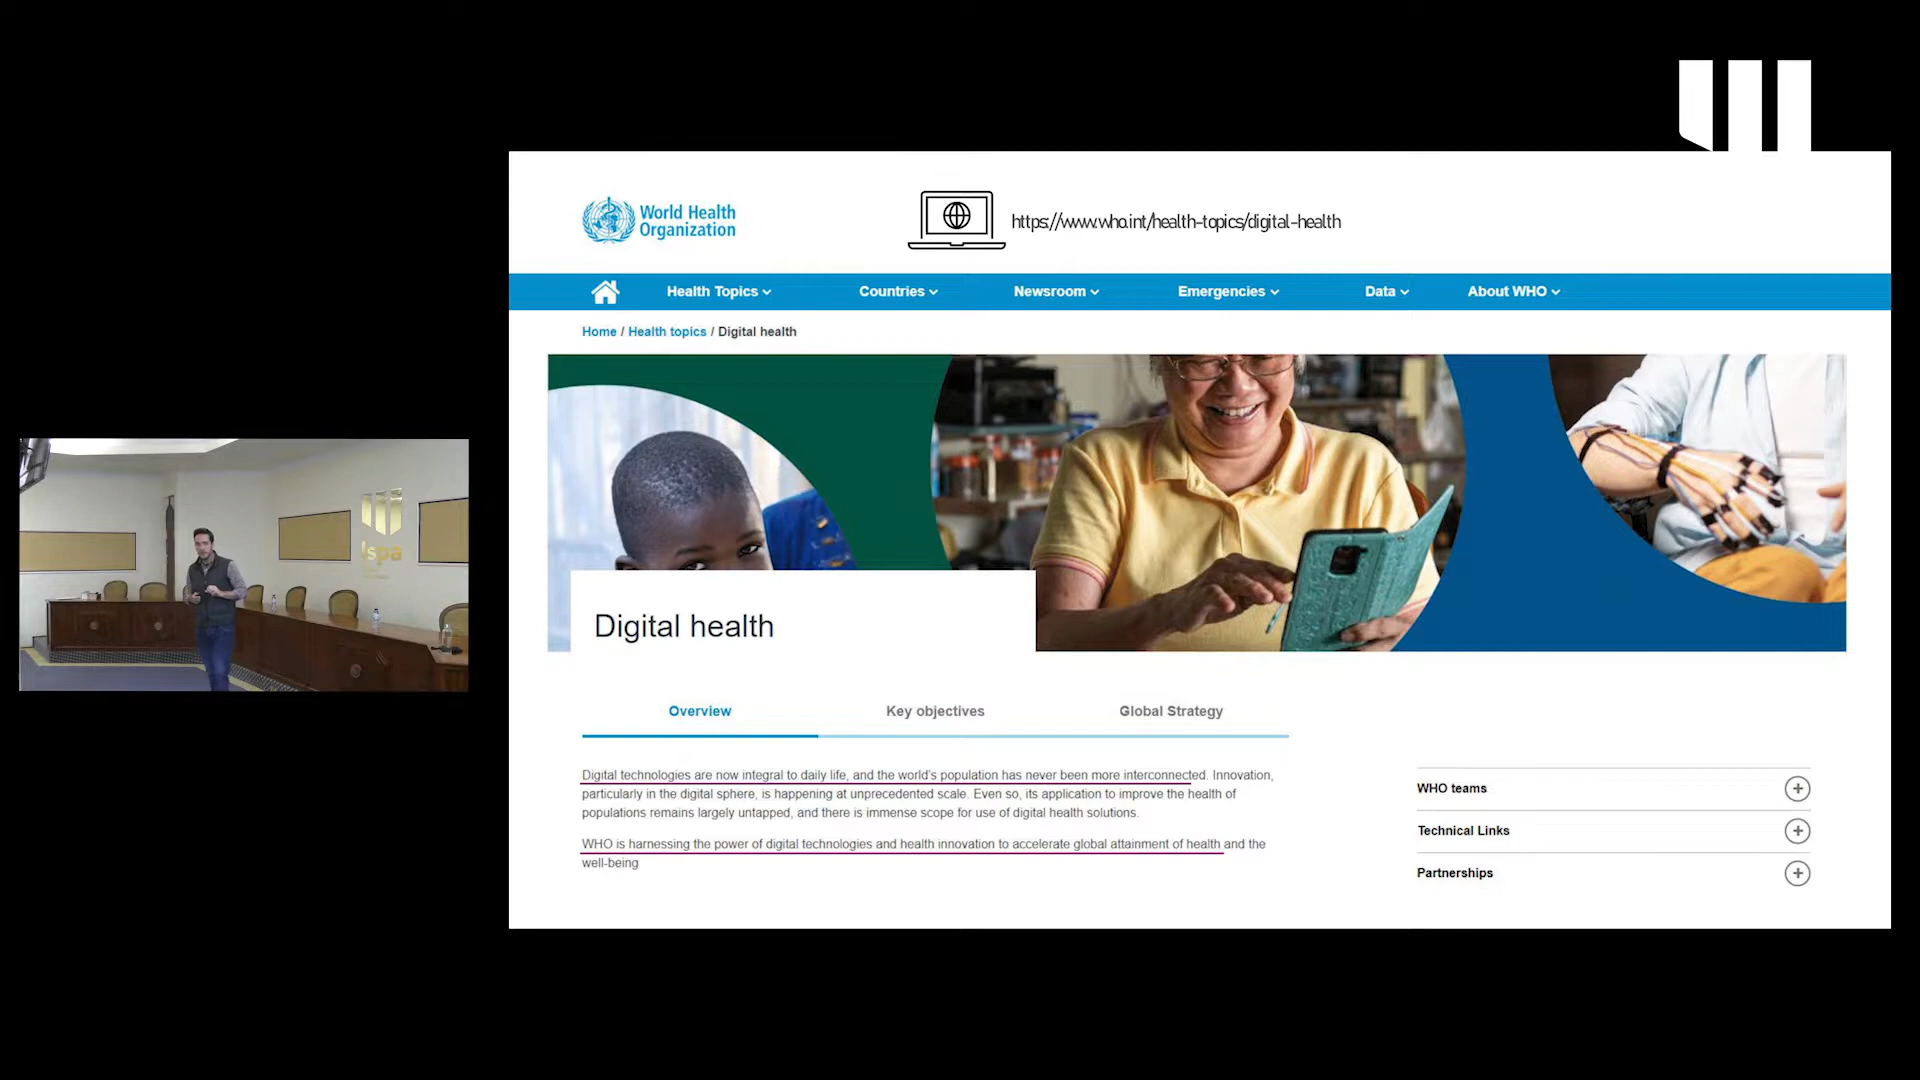 World Health
Organization
https://www.who.int/health-topics/digital-health
Health Topics
Countries
Newsroom
Emergencies
Data
About WHO
Home / Health topics / Digital health
Digital health
Overview
Key objectives
Global Strategy
Digital technologies are now integral to daily life, and the world's population has never been more interconnected. Innovation,
particularly in the digital sphere, is happening at unprecedented scale. Even so, its application to improve the health of
populations remains largely untapped, and there is immense scope for use of digital health solutions.
WHO is harnessing the power of digital technologies and health innovation to accelerate global attainment of health and the
well-being
WHO teams
Technical Links
Partnerships
Ispa